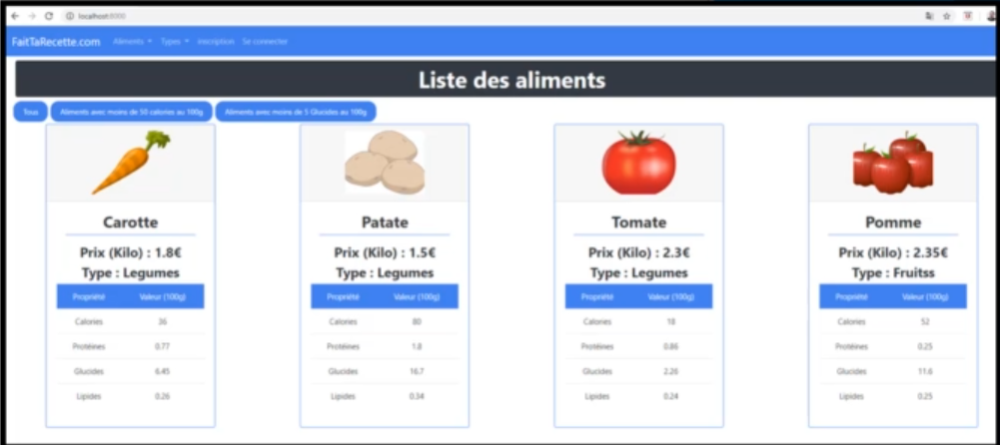 localhost:8000
FaitTaRecette.com Aliments Types Inscription Se connecter
Liste des aliments
Tous Aliments avec moins de 50 calories au 100g Aliments avec moins de 5 Glucides au 100g
Carotte
Prix (Kilo) : 1.8€
Type : Legumes
Propriété Valeur (100g)
Calories 36
Protéines 0.77
Glucides 6.45
Lipides 0.26
Patate
Prix (Kilo) : 1.5€
Type : Legumes
Propriété Valeur (100g)
Calories 80
Protéines 1.8
Glucides 16.7
Lipides 0.34
Tomate
Prix (Kilo) : 2.3€
Type : Legumes
Propriété Valeur (100g)
Calories 18
Protéines 0.86
Glucides 2.26
Lipides 0.24
Pomme
Prix (Kilo) : 2.35€
Type : Fruitss
Propriété Valeur (100g)
Calories 52
Protéines 0.25
Glucides 11.6
Lipides 0.25